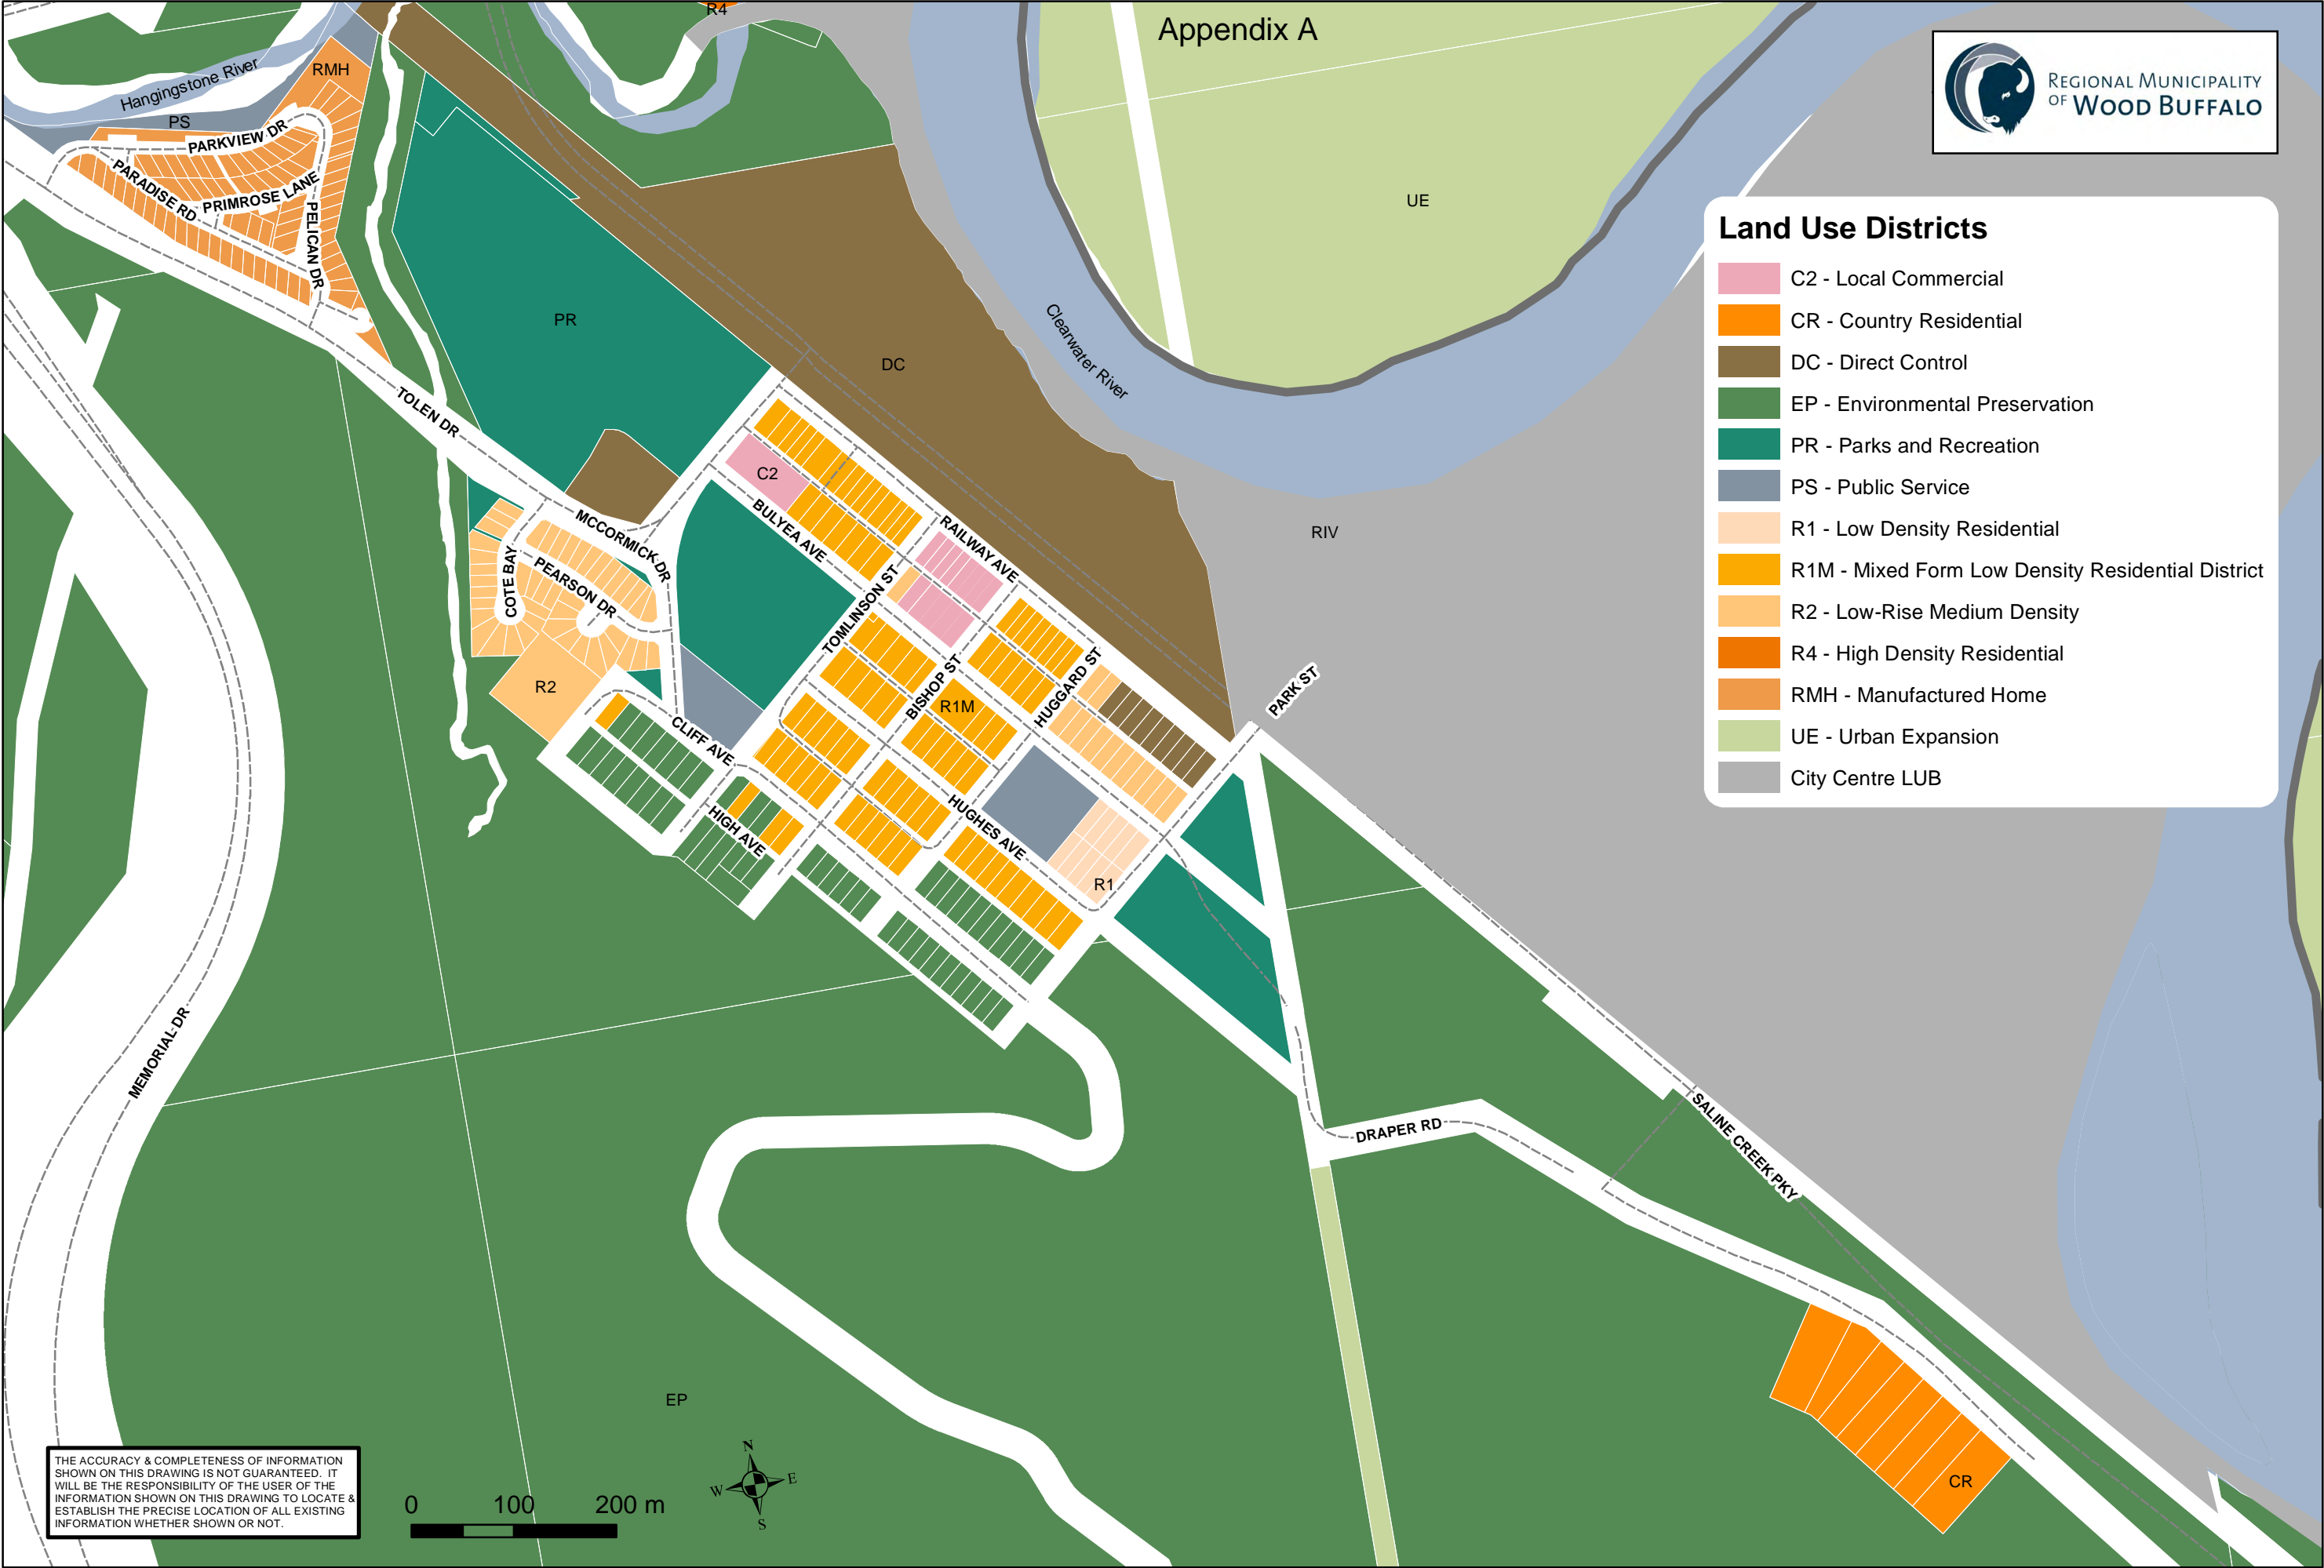 R4
Appendix A
REGIONAL MUNICIPALITY
OF WOOD BUFFALO
Hangingstone River
RMH
PS
PARKVIEW DR
PARADISE RD
PRIMROSE LANE
PELICAN DR
UE
Land Use Districts
C2 - Local Commercial
CR - Country Residential
DC - Direct Control
EP - Environmental Preservation
PR - Parks and Recreation
PS - Public Service
R1 - Low Density Residential
R1M - Mixed Form Low Density Residential District
R2 - Low-Rise Medium Density
R4 - High Density Residential
RMH - Manufactured Home
UE - Urban Expansion
City Centre LUB
PR
DC
Clearwater River
TOLEN DR
C2
BULYEA AVE
RAILWAY AVE
RIV
MCCORMICK DR
COTE BAY
PEARSON DR
TOMLINSON ST
BISHOP ST
HUGGARD ST
PARK ST
R2
R1M
CLIFF AVE
HIGH AVE
HUGHES AVE
R1
MEMORIAL DR
DRAPER RD
SALINE CREEK PKY
EP
CR
THE ACCURACY & COMPLETENESS OF INFORMATION
SHOWN ON THIS DRAWING IS NOT GUARANTEED. IT
WILL BE THE RESPONSIBILITY OF THE USER OF THE
INFORMATION SHOWN ON THIS DRAWING TO LOCATE &
ESTABLISH THE PRECISE LOCATION OF ALL EXISTING
INFORMATION WHETHER SHOWN OR NOT.
0 100 200 m
N
W E
S